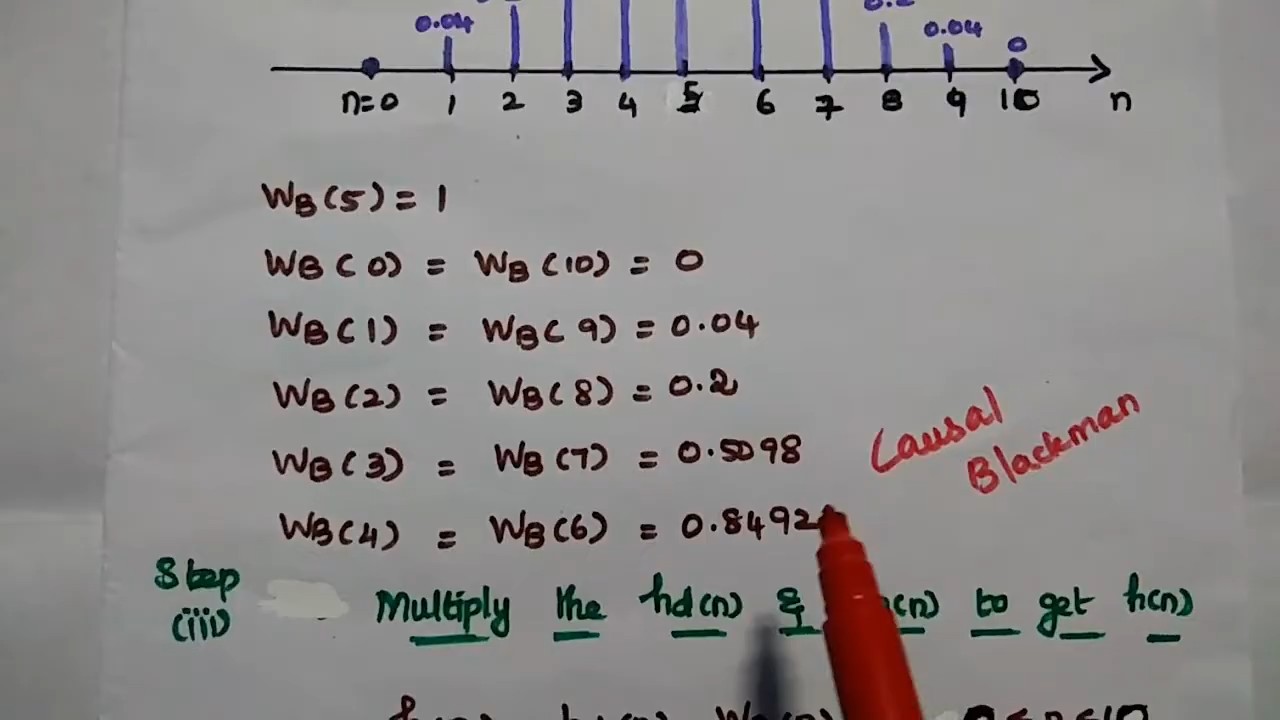 0.04
0.04
0
n=0 1 2 3 4 5 6 7 8 9 10 n
WB(5) = 1
WB(0) = WB(10) = 0
WB(1) = WB(9) = 0.04
WB(2) = WB(8) = 0.2
WB(3) = WB(7) = 0.5098
WB(4) = WB(6) = 0.8492
Causal
Blackman
Step
(iii) Multiply the hd(n) & (n) to get h(n)